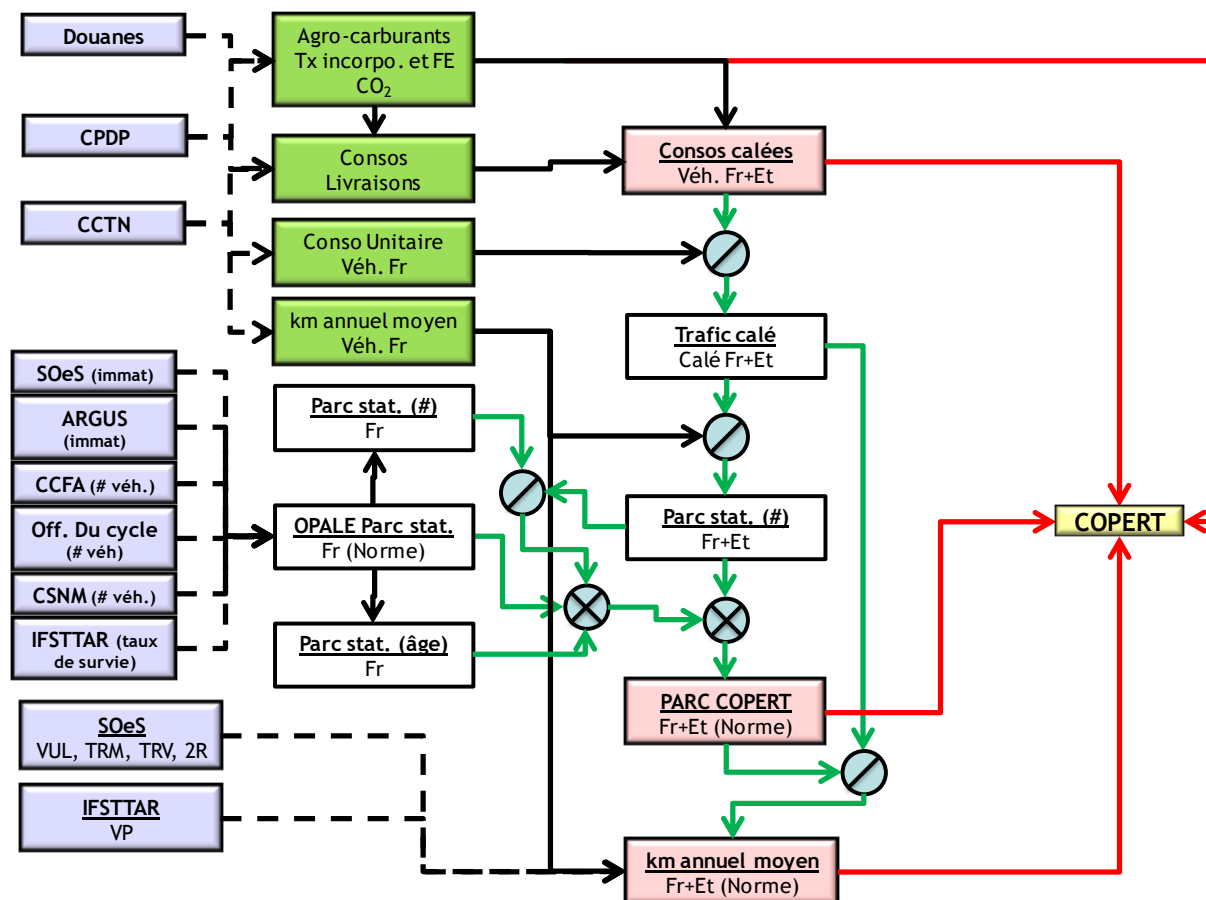 Douanes
CPDP
CCTN
Agro-carburants
Tx incorpo. et FE
CO₂
Consos
Livraisons
Conso Unitaire
Véh. Fr
km annuel moyen
Véh. Fr
Consos calées
Véh. Fr+Et
Trafic calé
Calé Fr+Et
SOeS (immat)
ARGUS
(immat)
CCFA (# véh.)
Off. Du cycle
(# véh)
CSNM (# véh.)
IFSTTAR (taux
de survie)
Parc stat. (#)
Fr
OPALE Parc stat.
Fr (Norme)
Parc stat. (âge)
Fr
Parc stat. (#)
Fr+Et
COPERT
PARC COPERT
Fr+Et (Norme)
SOeS
VUL, TRM, TRV, 2R
IFSTTAR
VP
km annuel moyen
Fr+Et (Norme)